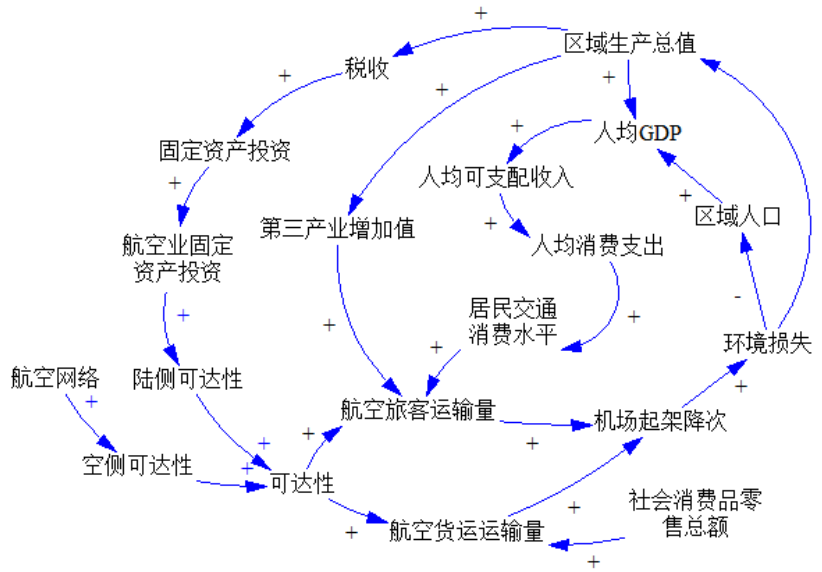 区域生产总值
税收
人均GDP
固定资产投资
人均可支配收入
区域人口
第三产业增加值
航空业固定
资产投资
人均消费支出
居民交通
消费水平
环境损失
航空网络
陆侧可达性
航空旅客运输量
机场起架降次
空侧可达性
可达性
社会消费品零
售总额
航空货运运输量
+
+
+
+
+
+
+
+
+
-
+
+
+
+
+
+
+
+
+
+
+
+